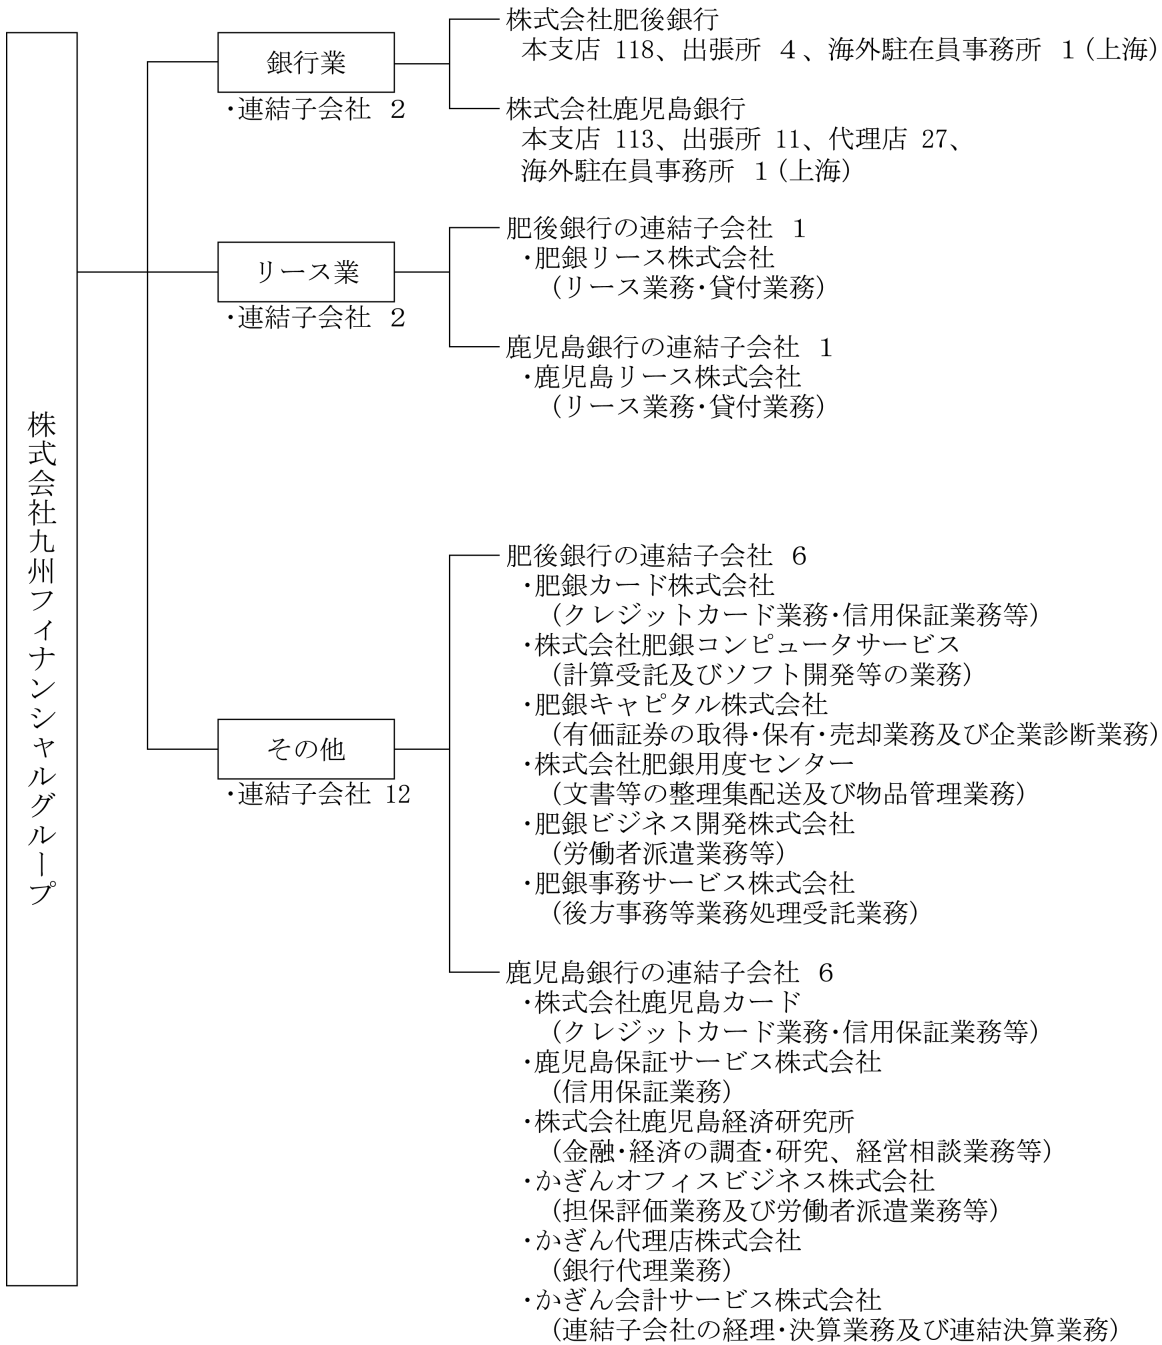 株式会社九州フィナンシャルグループ
銀行業
・連結子会社 2
株式会社肥後銀行
本支店 118、出張所 4、海外駐在員事務所 1(上海)
株式会社鹿児島銀行
本支店 113、出張所 11、代理店 27、
海外駐在員事務所 1(上海)
リース業
・連結子会社 2
肥後銀行の連結子会社 1
・肥銀リース株式会社
(リース業務・貸付業務)
鹿児島銀行の連結子会社 1
・鹿児島リース株式会社
(リース業務・貸付業務)
その他
・連結子会社 12
肥後銀行の連結子会社 6
・肥銀カード株式会社
(クレジットカード業務・信用保証業務等)
・株式会社肥銀コンピュータサービス
(計算受託及びソフト開発等の業務)
・肥銀キャピタル株式会社
(有価証券の取得・保有・売却業務及び企業診断業務)
・株式会社肥銀用度センター
(文書等の整理集配送及び物品管理業務)
・肥銀ビジネス開発株式会社
(労働者派遣業務等)
・肥銀事務サービス株式会社
(後方事務等業務処理受託業務)
鹿児島銀行の連結子会社 6
・株式会社鹿児島カード
(クレジットカード業務・信用保証業務等)
・鹿児島保証サービス株式会社
(信用保証業務)
・株式会社鹿児島経済研究所
(金融・経済の調査・研究、経営相談業務等)
・かぎんオフィスビジネス株式会社
(担保評価業務及び労働者派遣業務等)
・かぎん代理店株式会社
(銀行代理業務)
・かぎん会計サービス株式会社
(連結子会社の経理・決算業務及び連結決算業務)